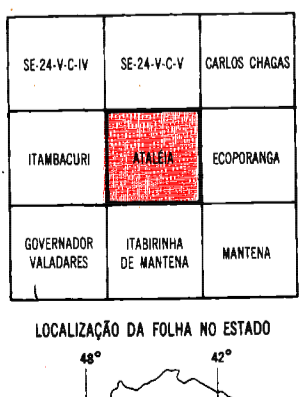 SE-24-V-C-IV SE-24-V-C-V CARLOS CHAGAS
ITAMBACURI ATALÉIA ECOPORANGA
GOVERNADOR
VALADARES
ITABIRINHA
DE MANTENA
MANTENA
LOCALIZAÇÃO DA FOLHA NO ESTADO
48° 42°